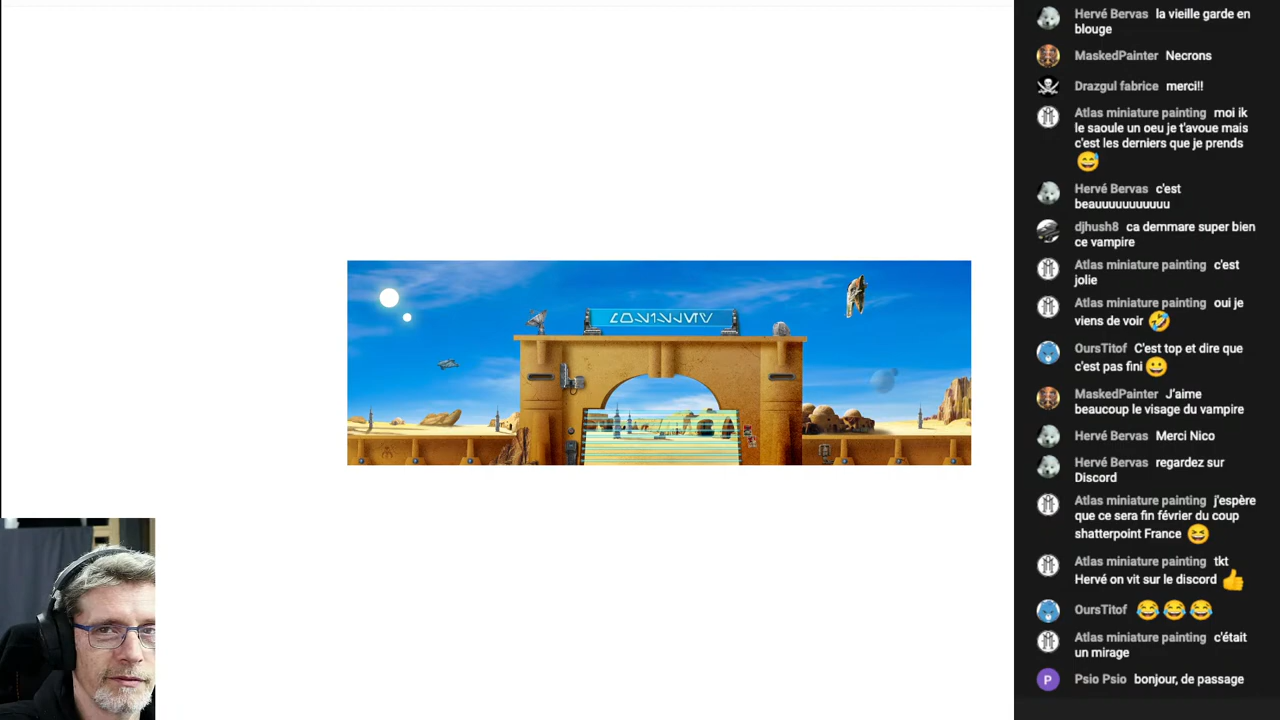 Hervé Bervas la vieille garde en
blouge
MaskedPainter Necrons
Drazgul fabrice merci!!
Atlas miniature painting moi ik
le saoule un oeu je t'avoue mais
c'est les derniers que je prends
😅
Hervé Bervas c'est
beauuuuuuuuuu
djhush8 ca demmare super bien
ce vampire
Atlas miniature painting c'est
jolie
Atlas miniature painting oui je
viens de voir 🤣
OursTitof C'est top et dire que
c'est pas fini 😀
MaskedPainter J'aime
beaucoup le visage du vampire
Hervé Bervas Merci Nico
Hervé Bervas regardez sur
Discord
Atlas miniature painting j'espère
que ce sera fin février du coup
shatterpoint France 😆
Atlas miniature painting tkt
Hervé on vit sur le discord 👍
OursTitof 😂 😂 😂
Atlas miniature painting c'était
un mirage
P
Psio Psio bonjour, de passage